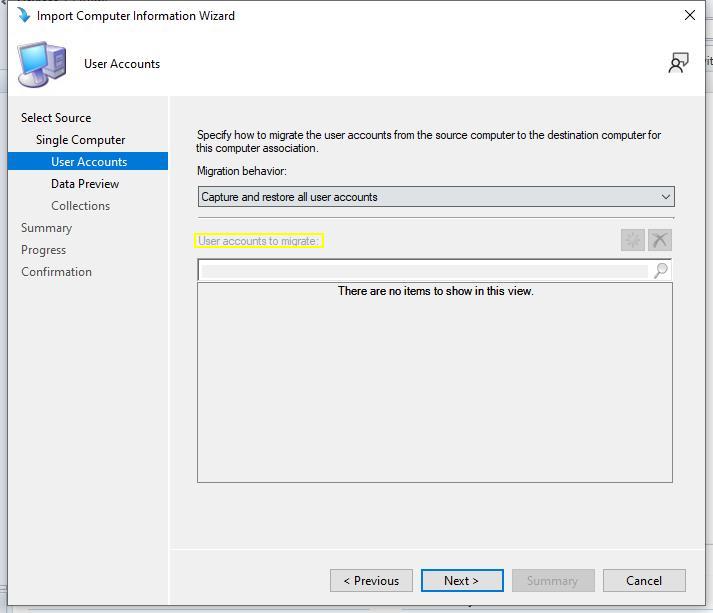 Import Computer Information Wizard
User Accounts
Select Source
Single Computer
User Accounts
Data Preview
Collections
Summary
Progress
Confirmation
Specify how to migrate the user accounts from the source computer to the destination computer for
this computer association.
Migration behavior:
Capture and restore all user accounts
User accounts to migrate:
There are no items to show in this view.
< Previous
Next >
Summary
Cancel